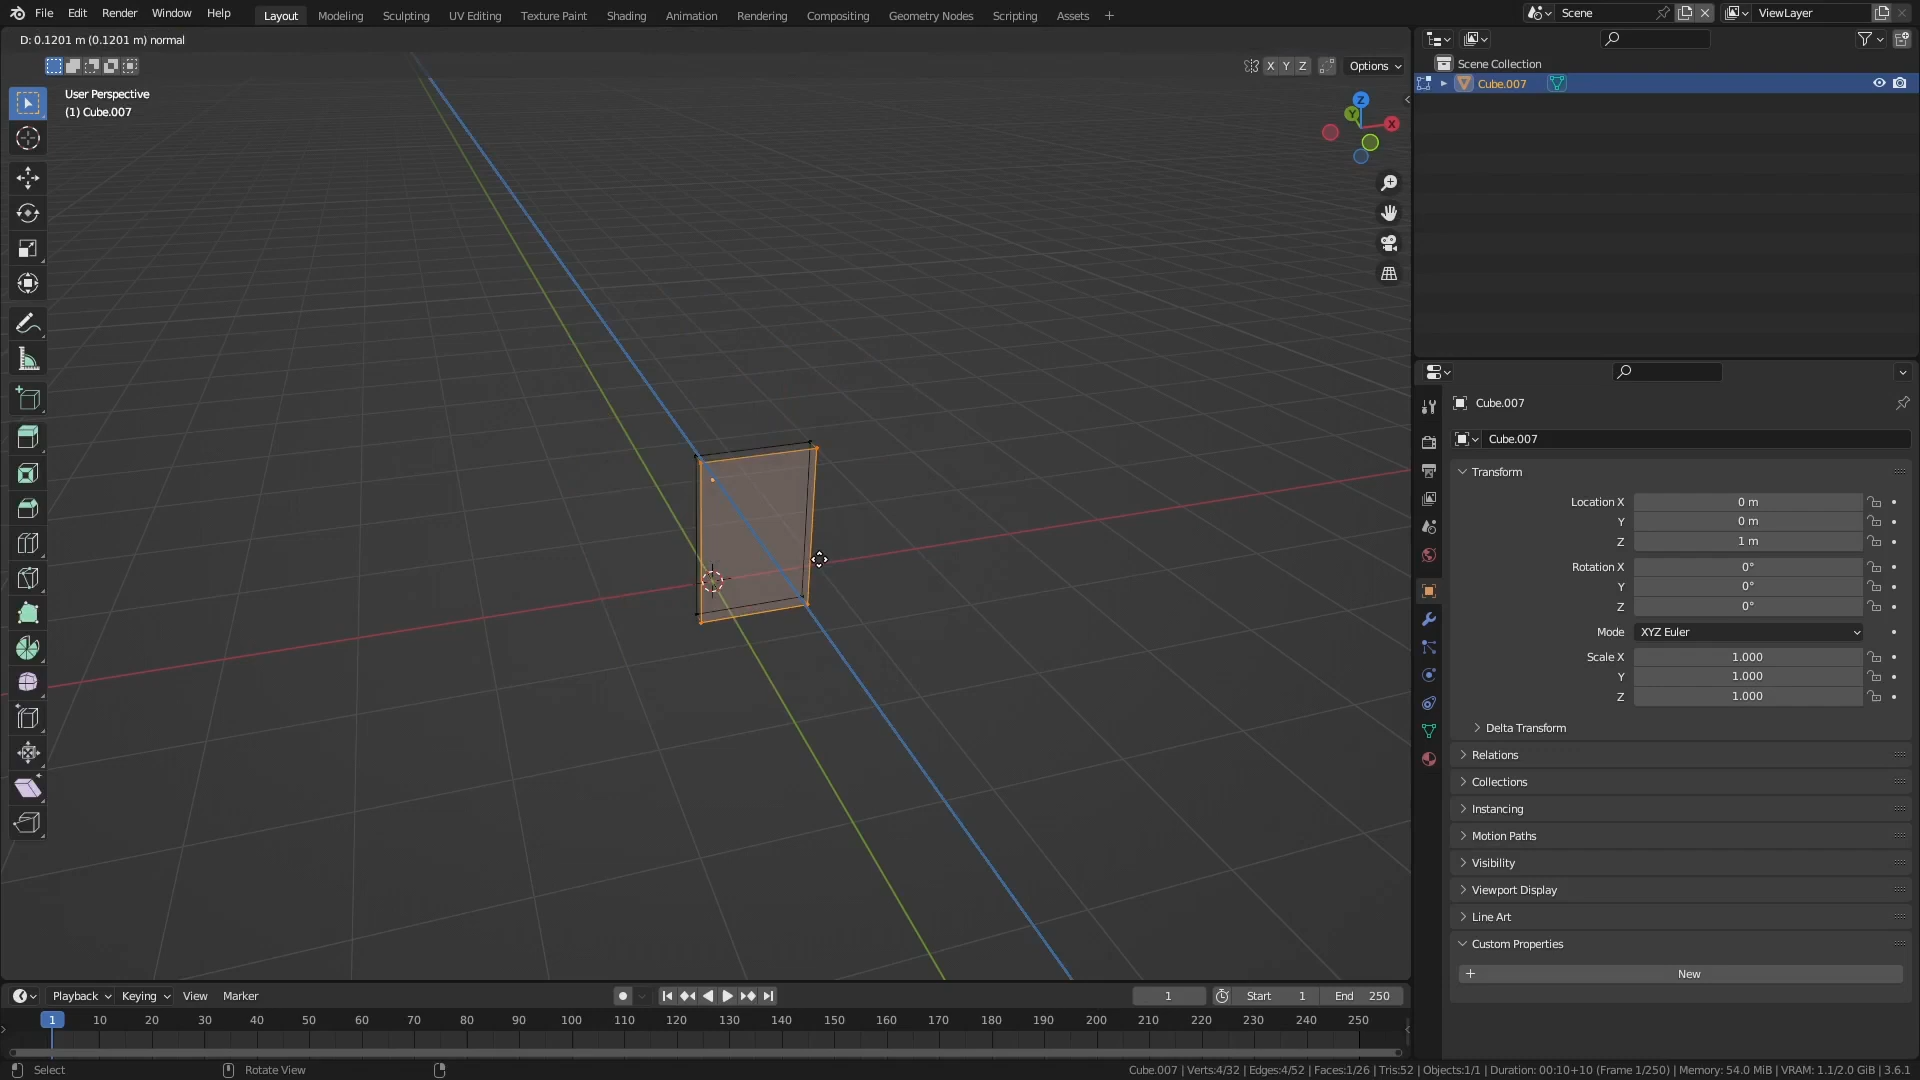 File Edit Render Window Help Layout Modeling Sculpting UV Editing Texture Paint Shading Animation Rendering Compositing Geometry Nodes Scripting Assets + Scene ViewLayer
D: 0.1201 m (0.1201 m) normal
X Y Z Options
User Perspective
(1) Cube.007
Z
Y
X
Scene Collection
Cube.007
Cube.007
Cube.007
Transform
Location X 0 m
Y 0 m
Z 1 m
Rotation X 0°
Y 0°
Z 0°
Mode XYZ Euler
Scale X 1.000
Y 1.000
Z 1.000
Delta Transform
Relations
Collections
Instancing
Motion Paths
Visibility
Viewport Display
Line Art
Custom Properties
+ New
Playback Keying View Marker 1 Start 1 End 250
1 10 20 30 40 50 60 70 80 90 100 110 120 130 140 150 160 170 180 190 200 210 220 230 240 250
Select Rotate View Cube.007 | Verts:4/32 | Edges:4/52 | Faces:1/26 | Tris:52 | Objects:1/1 | Duration: 00:10+10 (Frame 1/250) | Memory: 54.0 MiB | VRAM: 1.1/2.0 GiB | 3.6.1